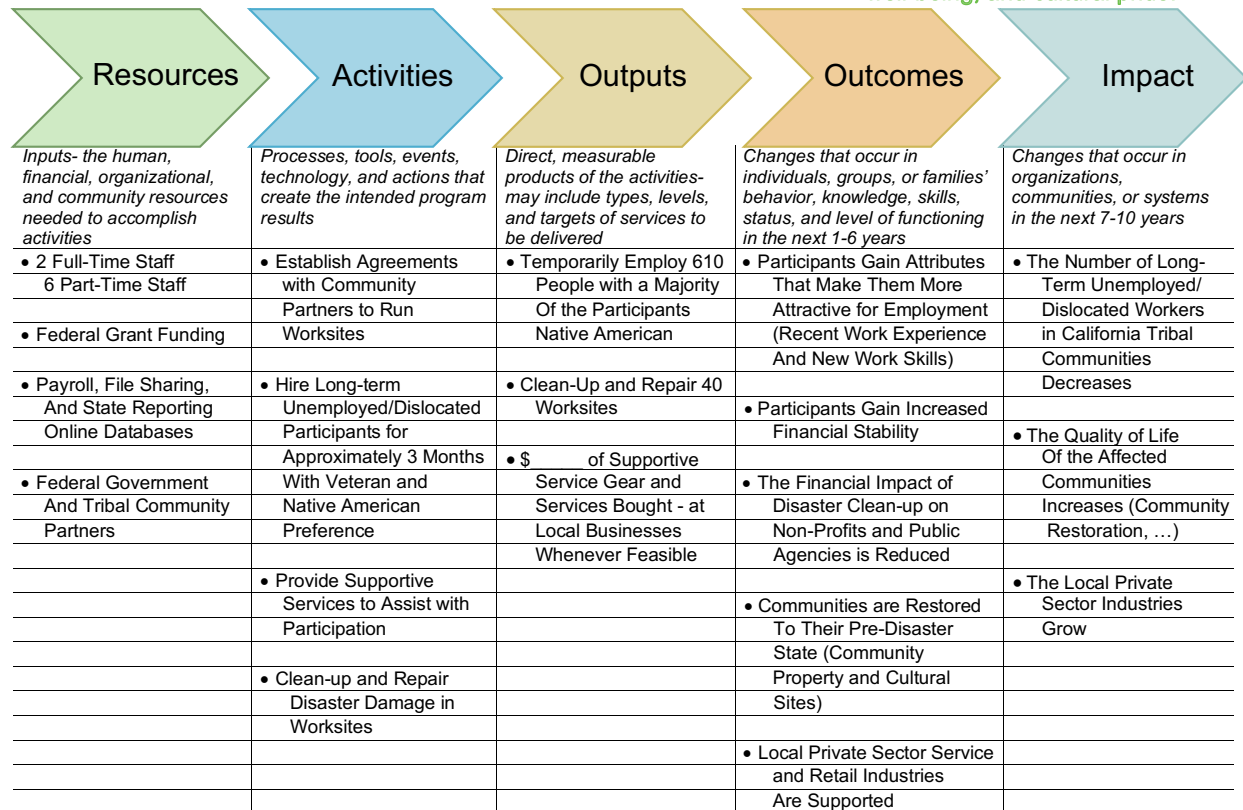 Resources
Activities
Outputs
Outcomes
Impact
Inputs- the human,
financial, organizational,
and community resources
needed to accomplish
activities
• 2 Full-Time Staff
6 Part-Time Staff
• Federal Grant Funding
• Payroll, File Sharing,
And State Reporting
Online Databases
• Federal Government
And Tribal Community
Partners
Processes, tools, events,
technology, and actions that
create the intended program
results
• Establish Agreements
with Community
Partners to Run
Worksites
• Hire Long-term
Unemployed/Dislocated
Participants for
Approximately 3 Months
With Veteran and
Native American
Preference
• Provide Supportive
Services to Assist with
Participation
• Clean-up and Repair
Disaster Damage in
Worksites
Direct, measurable
products of the activities-
may include types, levels,
and targets of services to
be delivered
• Temporarily Employ 610
People with a Majority
Of the Participants
Native American
• Clean-Up and Repair 40
Worksites
• $_____ of Supportive
Service Gear and
Services Bought - at
Local Businesses
Whenever Feasible
Changes that occur in
individuals, groups, or families’
behavior, knowledge, skills,
status, and level of functioning
in the next 1-6 years
• Participants Gain Attributes
That Make Them More
Attractive for Employment
(Recent Work Experience
And New Work Skills)
• Participants Gain Increased
Financial Stability
• The Financial Impact of
Disaster Clean-up on
Non-Profits and Public
Agencies is Reduced
• Communities are Restored
To Their Pre-Disaster
State (Community
Property and Cultural
Sites)
• Local Private Sector Service
and Retail Industries
Are Supported
Changes that occur in
organizations,
communities, or systems
in the next 7-10 years
• The Number of Long-
Term Unemployed/
Dislocated Workers
in California Tribal
Communities
Decreases
• The Quality of Life
Of the Affected
Communities
Increases (Community
Restoration, …)
• The Local Private
Sector Industries
Grow